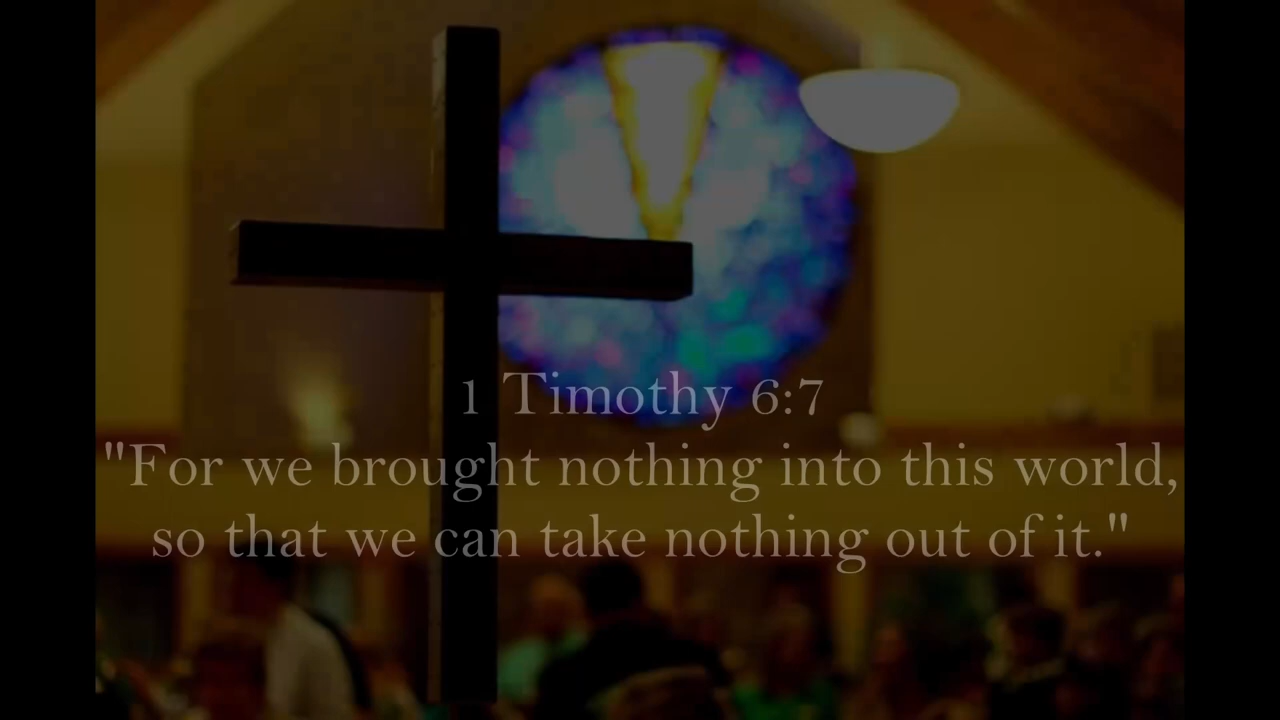 1 Timothy 6:7
"For we brought nothing into this world,
so that we can take nothing out of it."